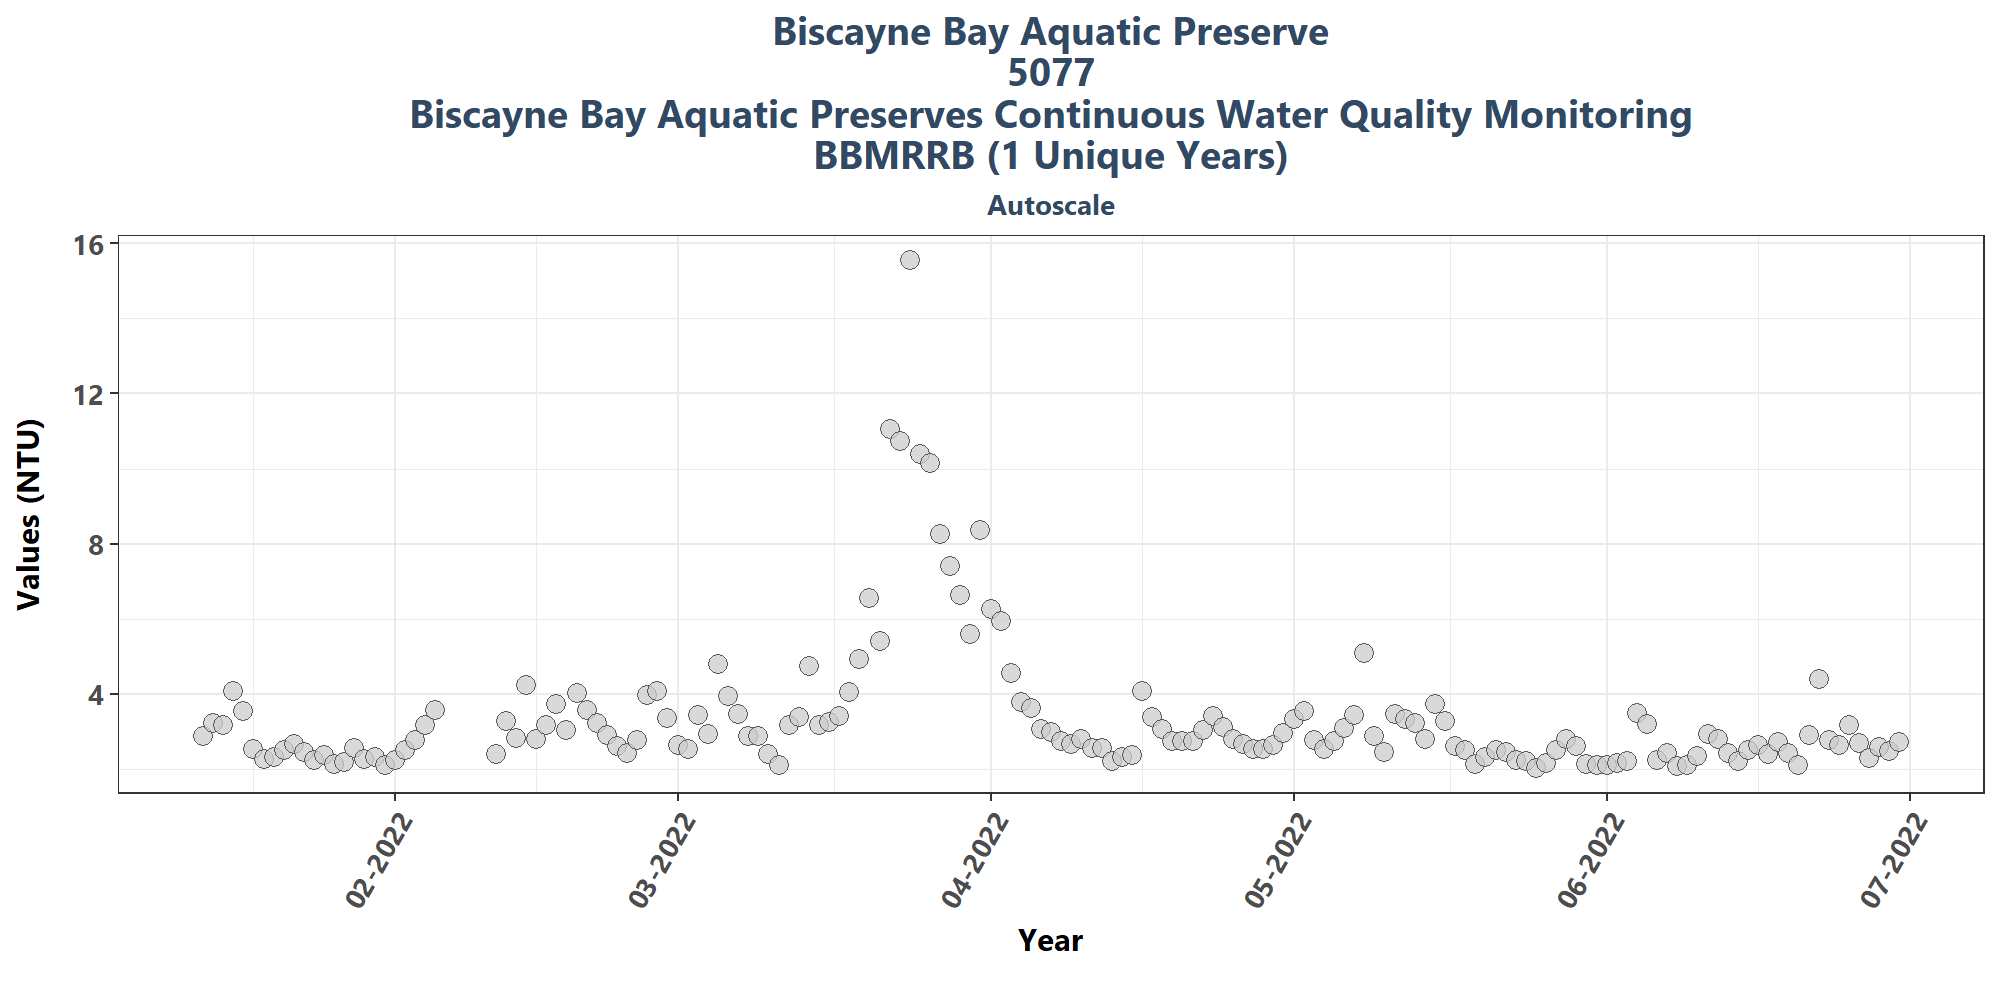 Biscayne Bay Aquatic Preserve
5077
Biscayne Bay Aquatic Preserves Continuous Water Quality Monitoring
BBMRRB (1 Unique Years)
Autoscale
16
12
8
4
Values (NTU)
02-2022
03-2022
04-2022
05-2022
06-2022
07-2022
Year